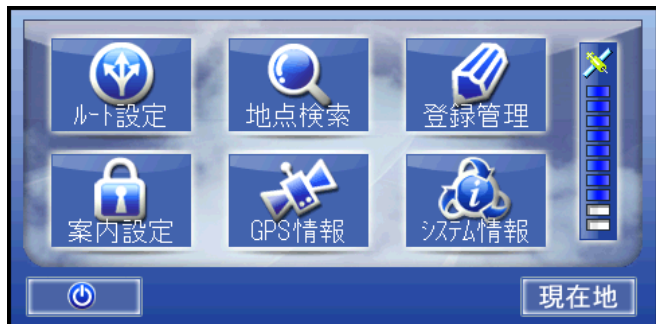 ルート設定
地点検索
登録管理
案内設定
GPS情報
システム情報
現在地